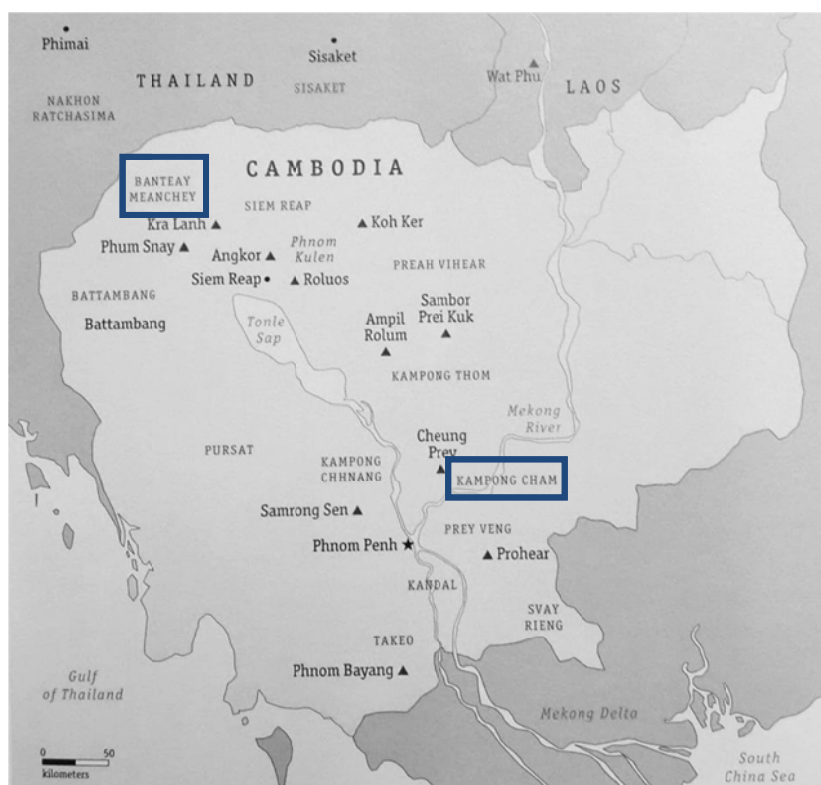 Phimai
Sisaket
THAILAND
SISAKET
Wat Phu
LAOS
NAKHON
RATCHASIMA
CAMBODIA
BANTEAY
MEANCHEY
SIEM REAP
Kra Lanh
Koh Ker
Phum Snay
Angkor
Phnom
Kulen
Siem Reap
Roluos
PREAH VIHEAR
BATTAMBANG
Battambang
Tonle
Sap
Ampil
Rolum
Sambor
Prei Kuk
KAMPONG THOM
Mekong
River
Cheung
Prey
PURSAT
KAMPONG
CHHNANG
KAMPONG CHAM
Samrong Sen
PREY VENG
Phnom Penh
Prohear
KANDAL
SVAY
RIENG
TAKEO
Phnom Bayang
Gulf
of Thailand
Mekong Delta
0 50
kilometers
South
China Sea